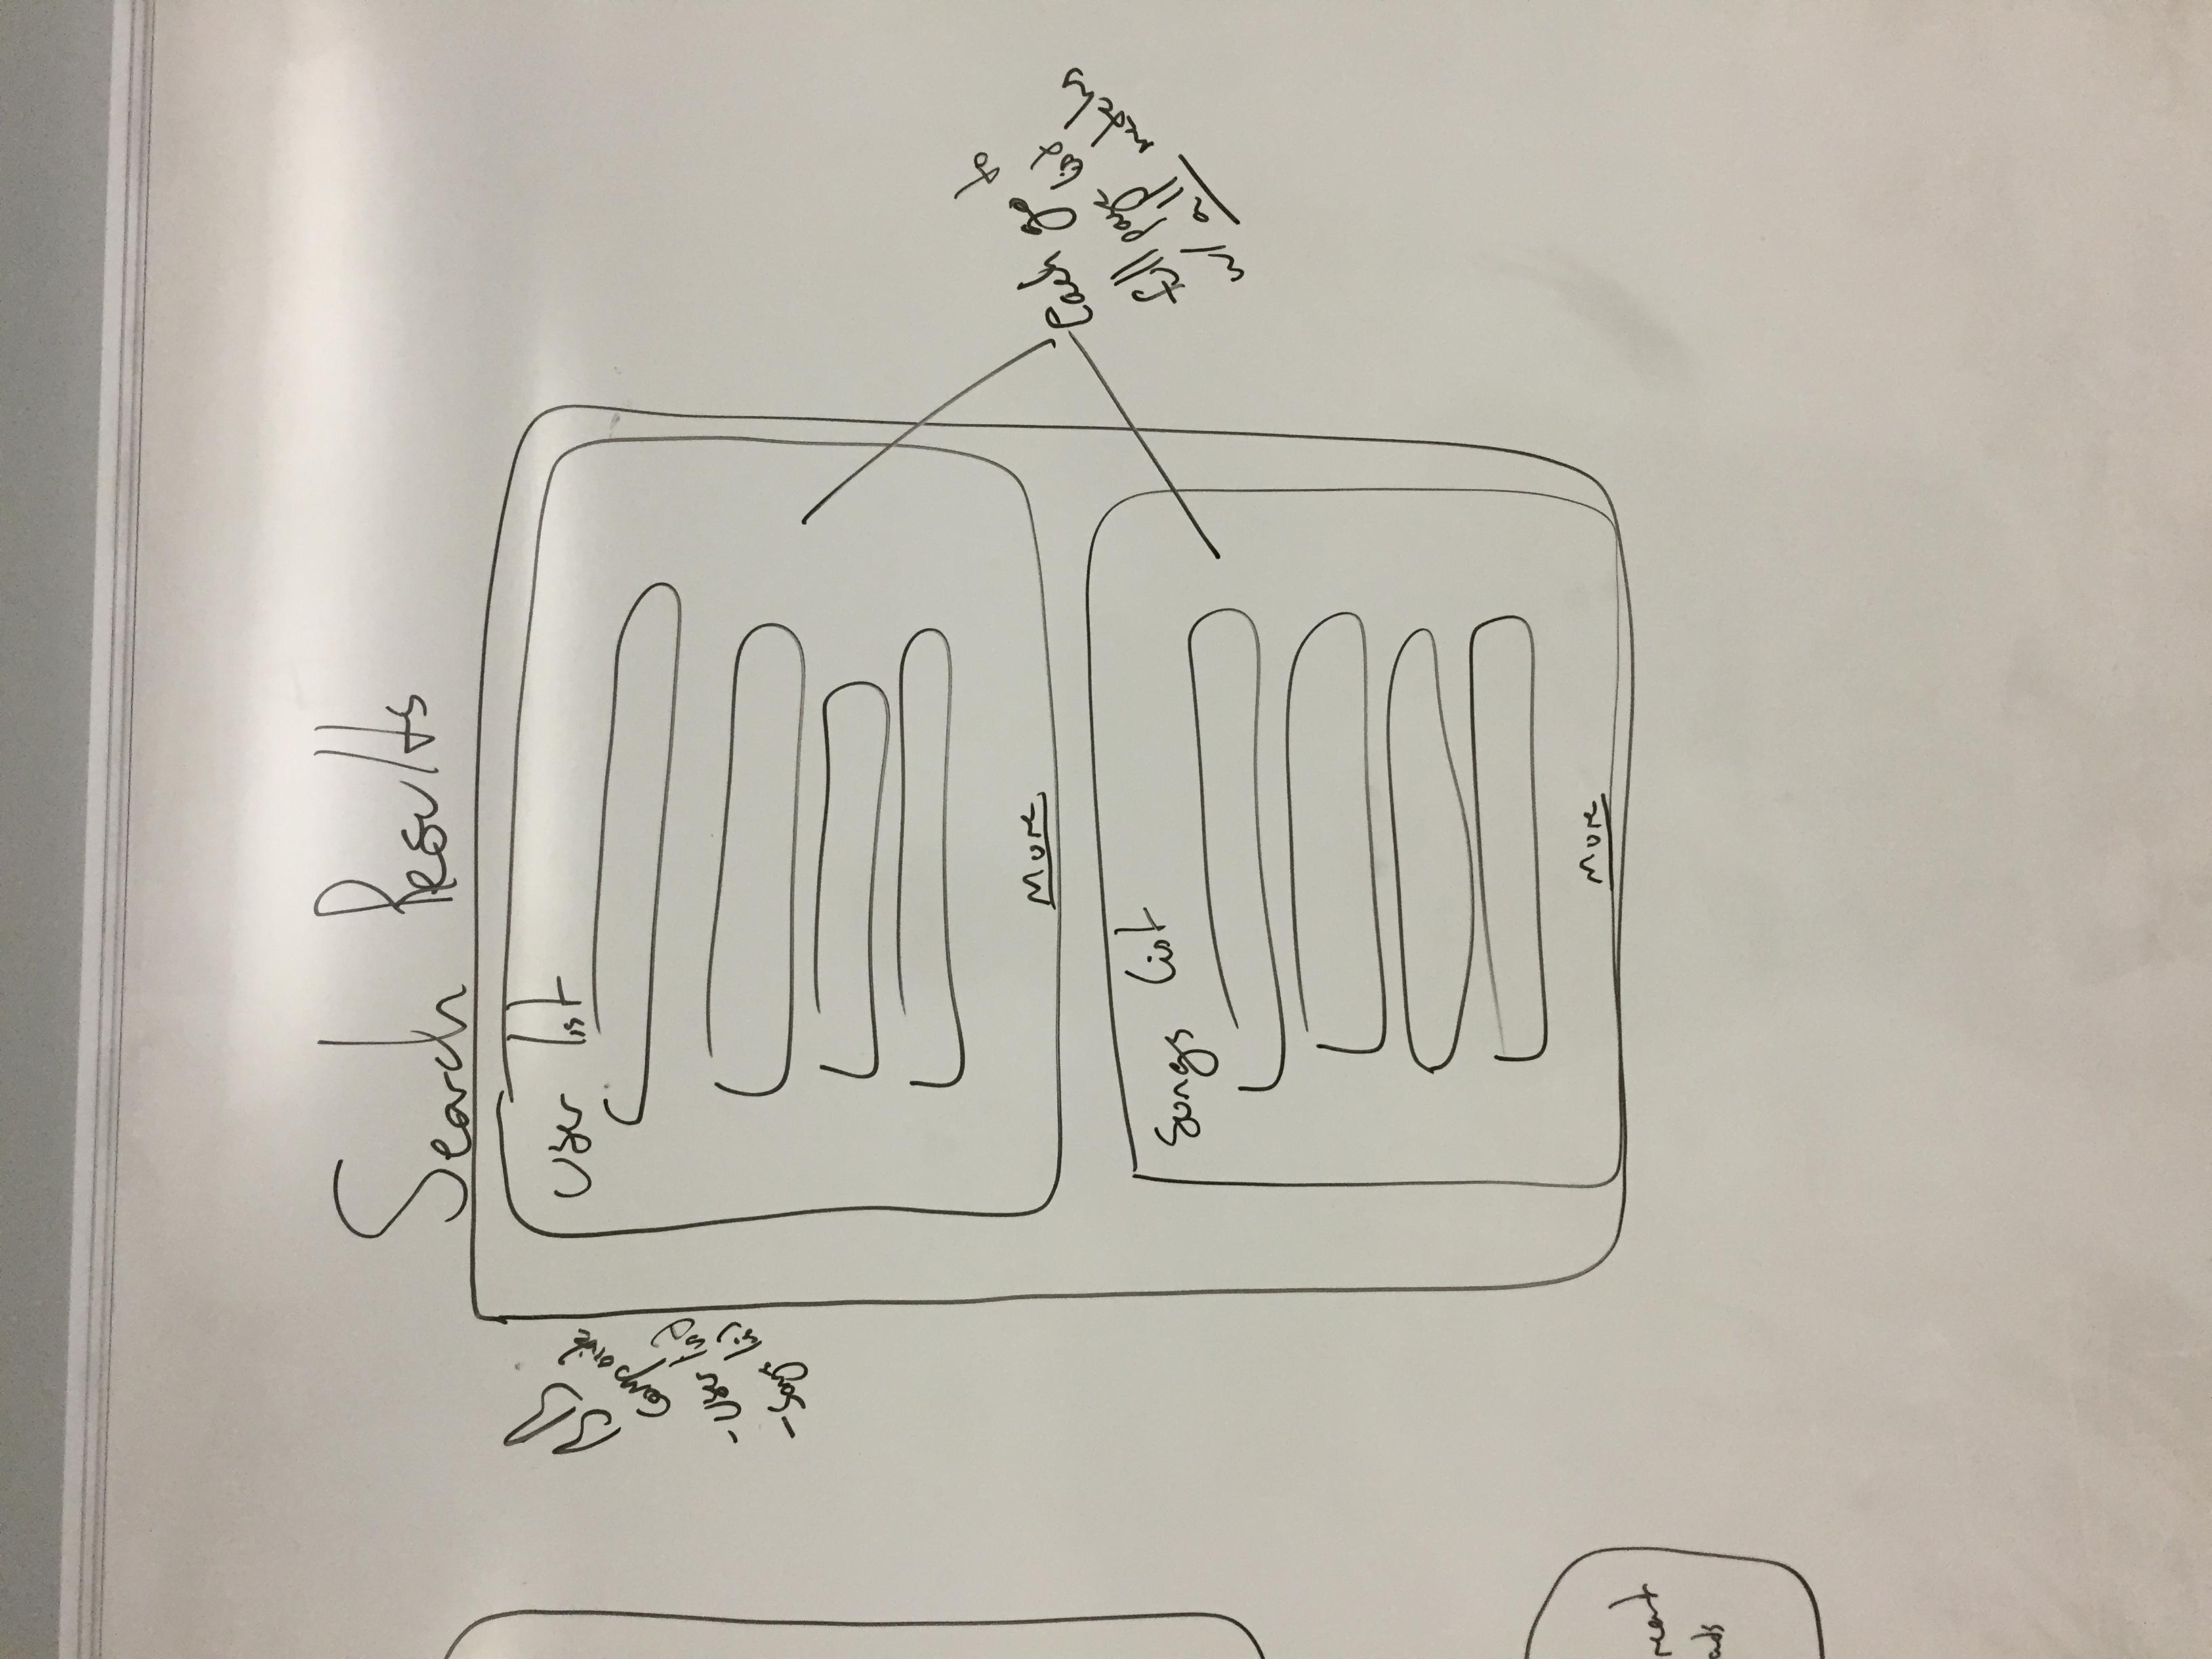 Search Results
BB
Composite
- User list
- Songs list
User list
More
Each go to
full page list
w/ all matches
Songs list
More
ads